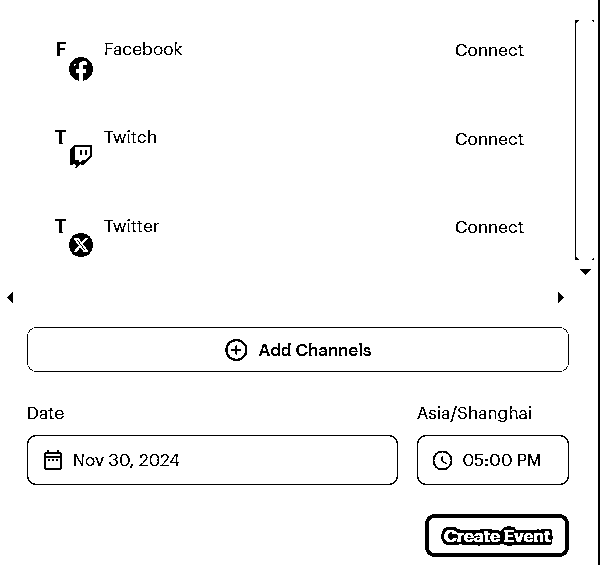 F Facebook Connect
T Twitch Connect
T Twitter Connect
Add Channels
Date Asia/Shanghai
Nov 30, 2024 05:00 PM
Create Event